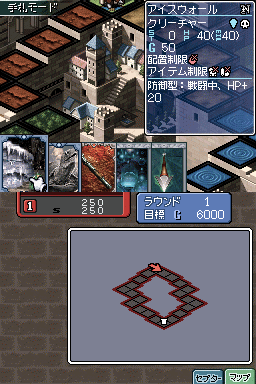 手札モード
アイスウォール N
クリーチャー
ST 0 HP 40(MHP40)
G 50
配置制限
アイテム制限
防御型：戦闘中、HP+
20
1 250
250
ラウンド 1
目標 G 6000
セプター マップ